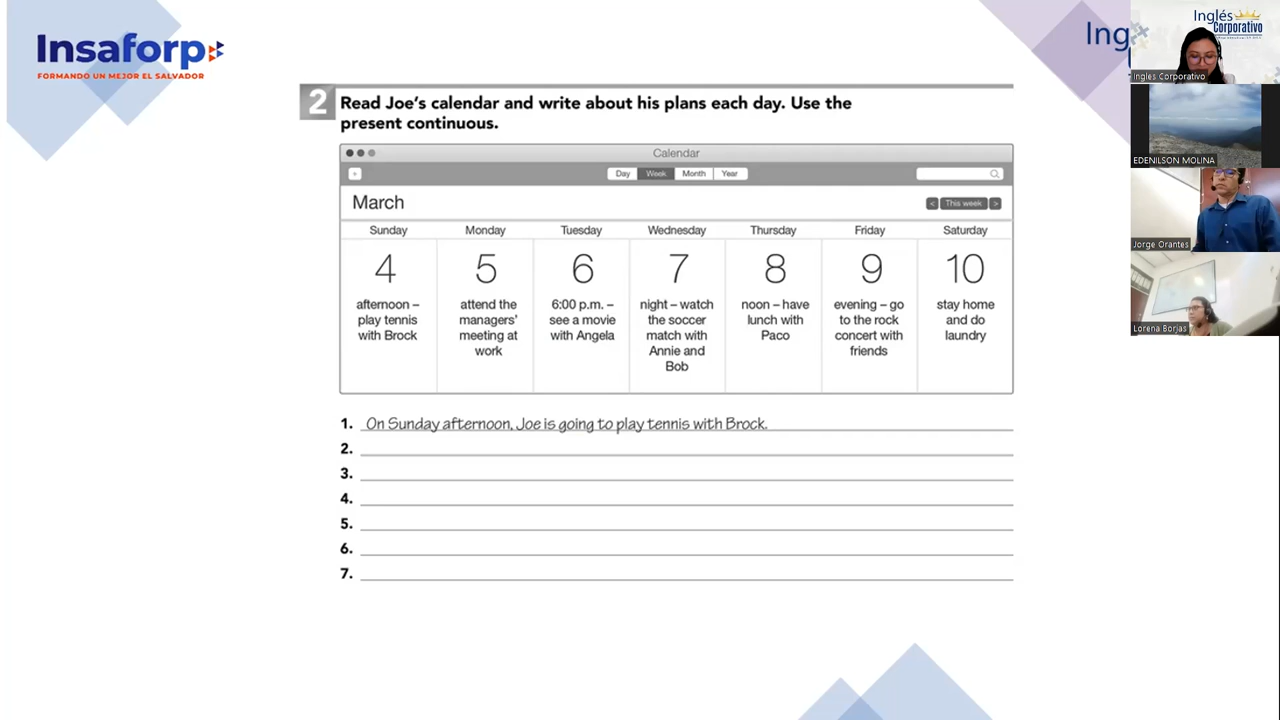 Insaforp
FORMANDO UN MEJOR EL SALVADOR
Ing
Inglés
Corporativo
Ingles Corporativo
EDENILSON MOLINA
Jorge Orantes
Lorena Borjas
2 Read Joe's calendar and write about his plans each day. Use the
present continuous.
Calendar
+
Day Week Month Year
March
< This week >
Sunday Monday Tuesday Wednesday Thursday Friday Saturday
4 5 6 7 8 9 10
afternoon –
play tennis
with Brock
attend the
managers'
meeting at
work
6:00 p.m. –
see a movie
with Angela
night – watch
the soccer
match with
Annie and
Bob
noon – have
lunch with
Paco
evening – go
to the rock
concert with
friends
stay home
and do
laundry
1. On Sunday afternoon, Joe is going to play tennis with Brock.
2.
3.
4.
5.
6.
7.